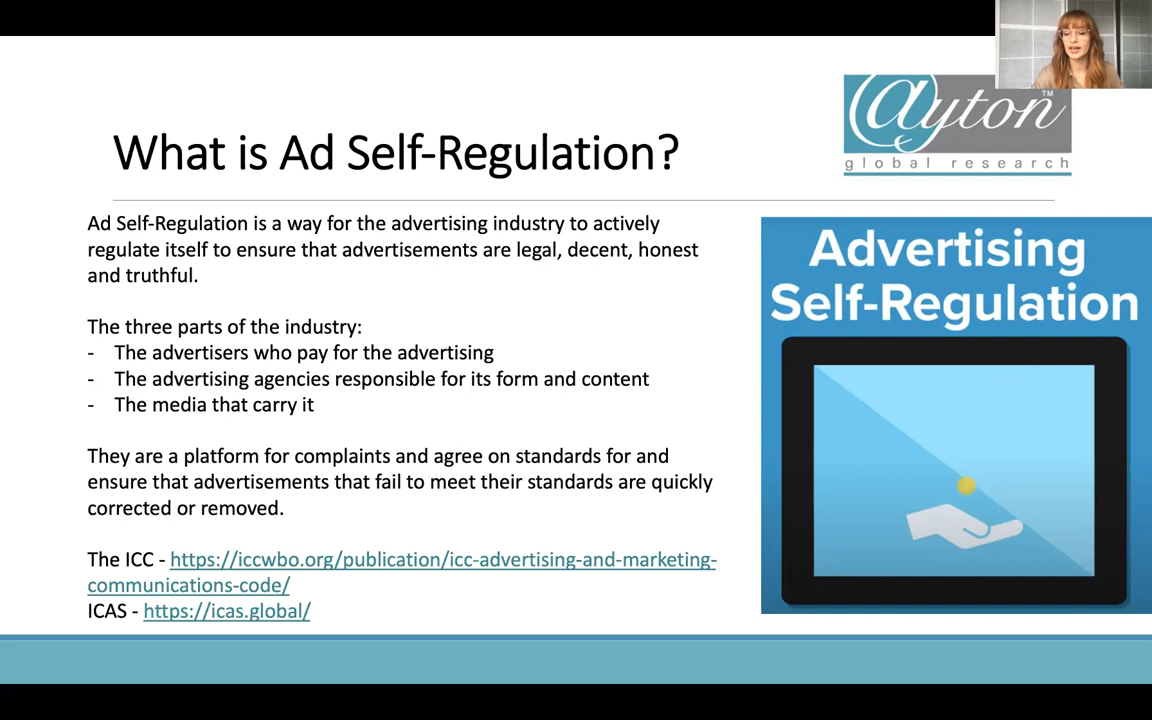 @yton™
global research
What is Ad Self-Regulation?
Ad Self-Regulation is a way for the advertising industry to actively
regulate itself to ensure that advertisements are legal, decent, honest
and truthful.
The three parts of the industry:
- The advertisers who pay for the advertising
- The advertising agencies responsible for its form and content
- The media that carry it
They are a platform for complaints and agree on standards for and
ensure that advertisements that fail to meet their standards are quickly
corrected or removed.
The ICC - https://iccwbo.org/publication/icc-advertising-and-marketing-
communications-code/
ICAS - https://icas.global/
Advertising
Self-Regulation